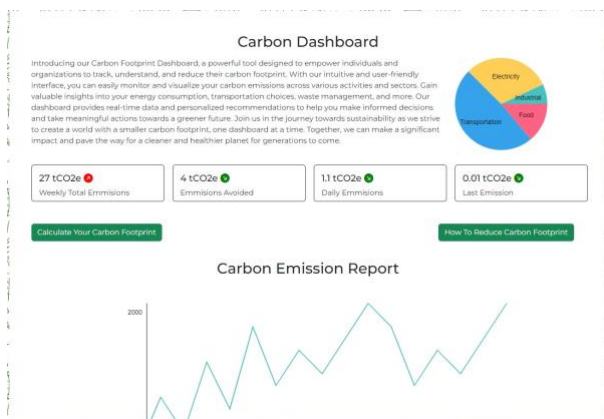 Carbon Dashboard
Introducing our Carbon Footprint Dashboard, a powerful tool designed to empower individuals and
organizations to track, understand, and reduce their carbon footprint. With our intuitive and user-friendly
interface, you can easily monitor and visualize your carbon emissions across various activities and sectors. Gain
valuable insights into your energy consumption, transportation choices, waste management, and more. Our
dashboard provides real-time data and personalized recommendations to help you make informed decisions
and take meaningful actions towards a greener future. Join us in the journey towards sustainability as we strive
to create a world with a smaller carbon footprint, one dashboard at a time. Together, we can make a significant
impact and pave the way for a cleaner and healthier planet for generations to come.
Electricity
Industrial
Food
Transportation
27 tCO2e
Weekly Total Emmisions
4 tCO2e
Emmisions Avoided
1.1 tCO2e
Daily Emmisions
0.01 tCO2e
Last Emission
Calculate Your Carbon Footprint
How To Reduce Carbon Footprint
Carbon Emission Report
2000